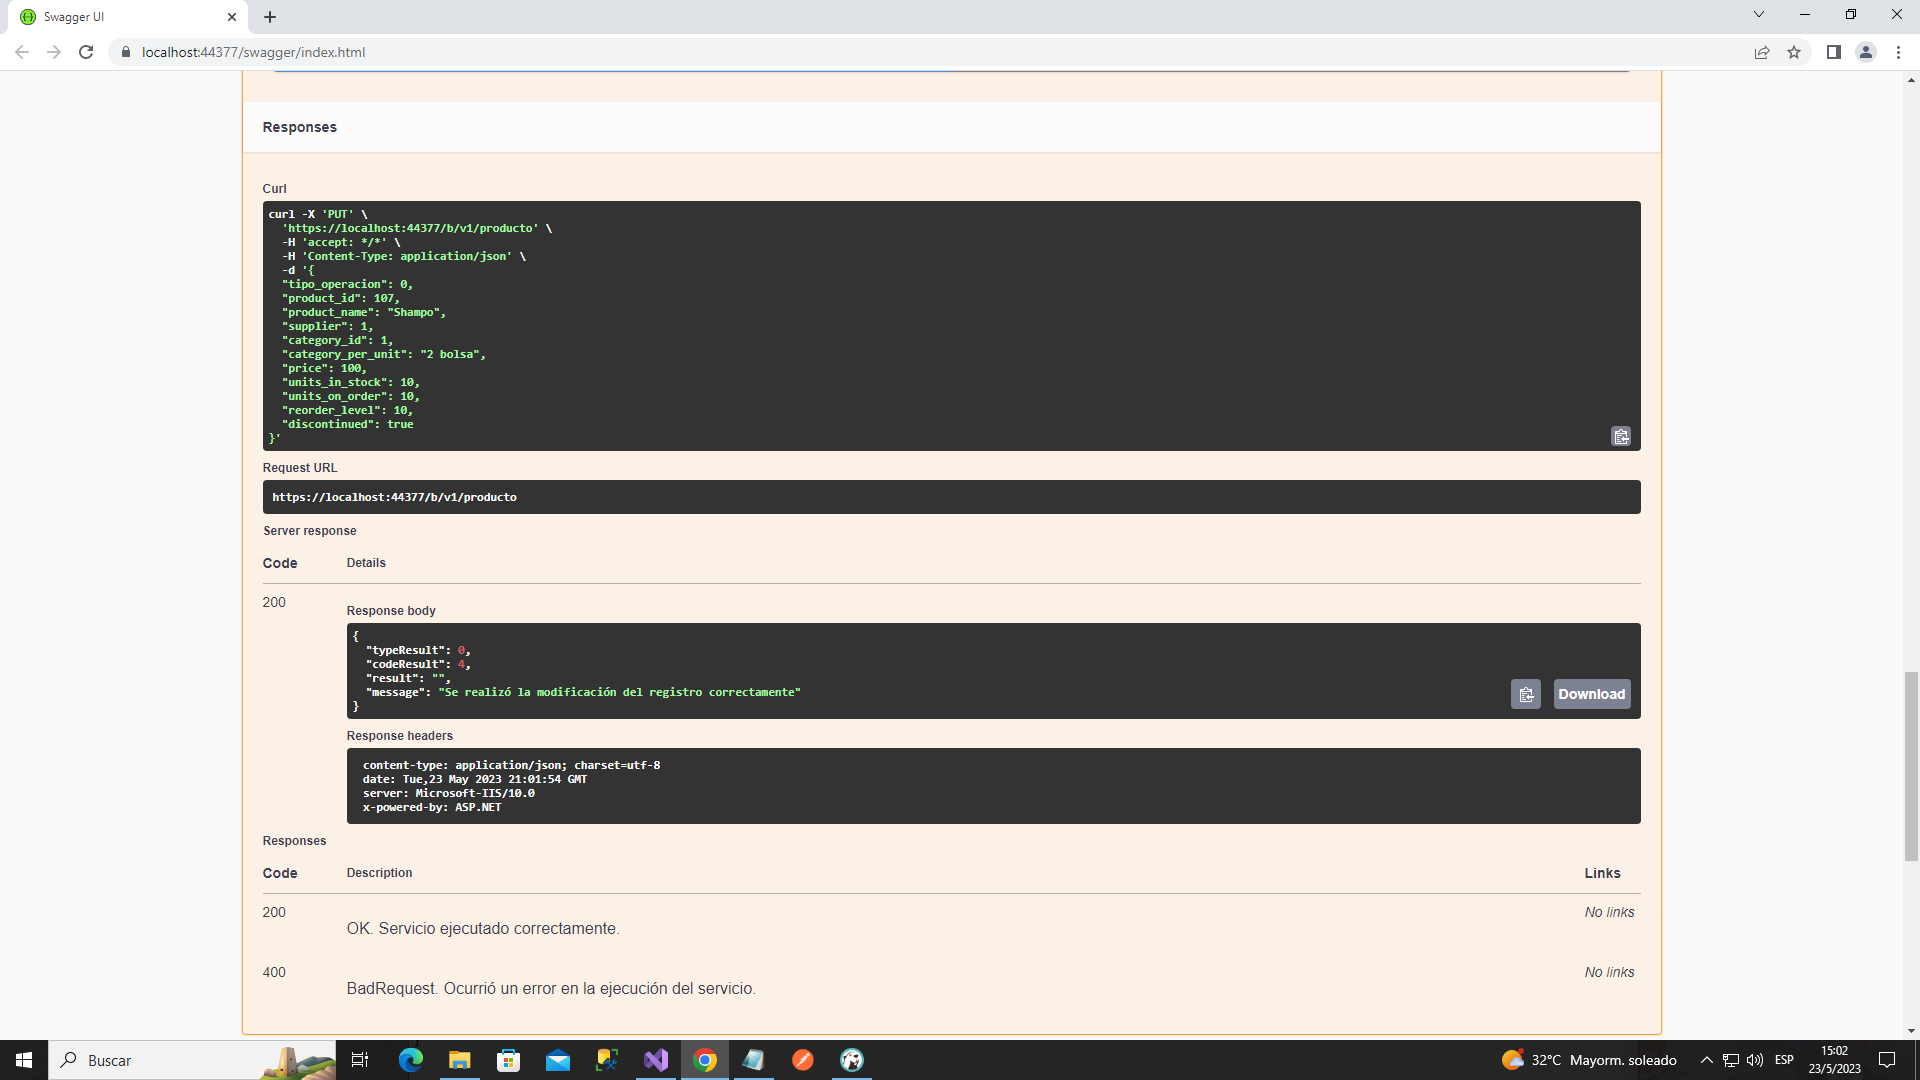 Swagger UI
localhost:44377/swagger/index.html
Responses
Curl
curl -X 'PUT' \
  'https://localhost:44377/b/v1/producto' \
  -H 'accept: */*' \
  -H 'Content-Type: application/json' \
  -d '{
  "tipo_operacion": 0,
  "product_id": 107,
  "product_name": "Shampo",
  "supplier": 1,
  "category_id": 1,
  "category_per_unit": "2 bolsa",
  "price": 100,
  "units_in_stock": 10,
  "units_on_order": 10,
  "reorder_level": 10,
  "discontinued": true
}'
Request URL
https://localhost:44377/b/v1/producto
Server response
Code Details
200
Response body
{
  "typeResult": 0,
  "codeResult": 4,
  "result": "",
  "message": "Se realizó la modificación del registro correctamente"
}
Download
Response headers
content-type: application/json; charset=utf-8
date: Tue,23 May 2023 21:01:54 GMT
server: Microsoft-IIS/10.0
x-powered-by: ASP.NET
Responses
Code Description Links
200 No links
OK. Servicio ejecutado correctamente.
400 No links
BadRequest. Ocurrió un error en la ejecución del servicio.
Buscar
32°C Mayorm. soleado
ESP
15:02
23/5/2023